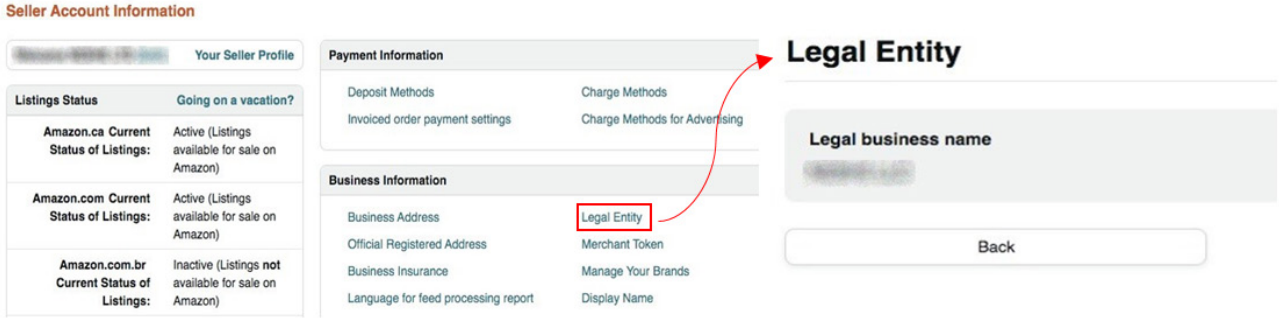 Seller Account Information
Your Seller Profile
Listings Status
Going on a vacation?
Amazon.ca Current
Status of Listings:
Active (Listings
available for sale on
Amazon)
Amazon.com Current
Status of Listings:
Active (Listings
available for sale on
Amazon)
Amazon.com.br
Current Status of
Listings:
Inactive (Listings not
available for sale on
Amazon)
Payment Information
Deposit Methods
Charge Methods
Invoiced order payment settings
Charge Methods for Advertising
Business Information
Business Address
Legal Entity
Official Registered Address
Merchant Token
Business Insurance
Manage Your Brands
Language for feed processing report
Display Name
Legal Entity
Legal business name
Back